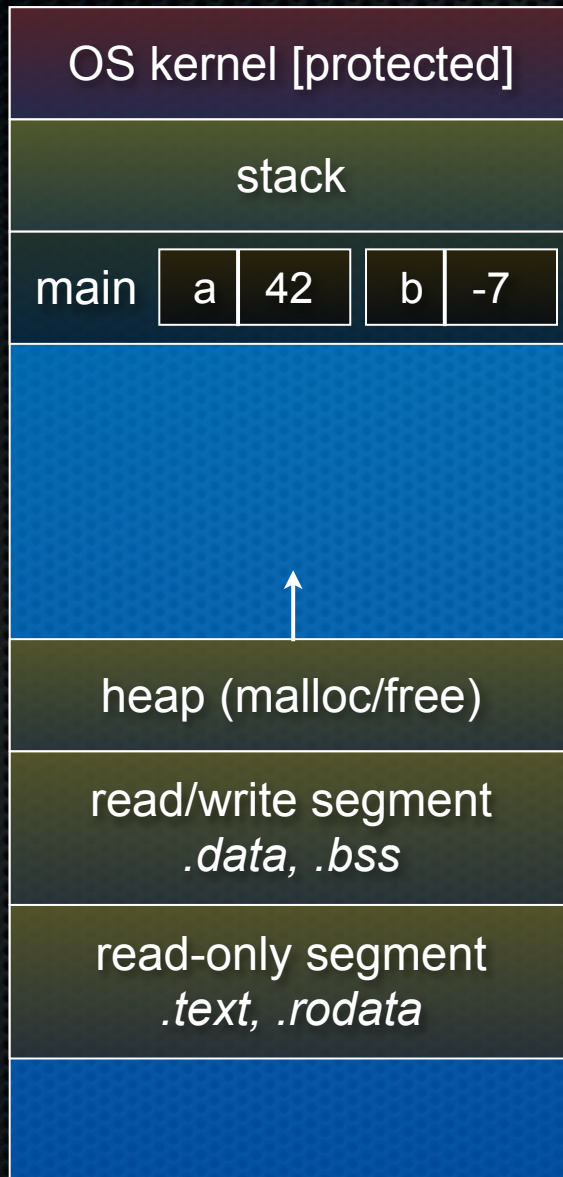 OS kernel [protected]
stack
main a 42 b -7
heap (malloc/free)
read/write segment
.data, .bss
read-only segment
.text, .rodata